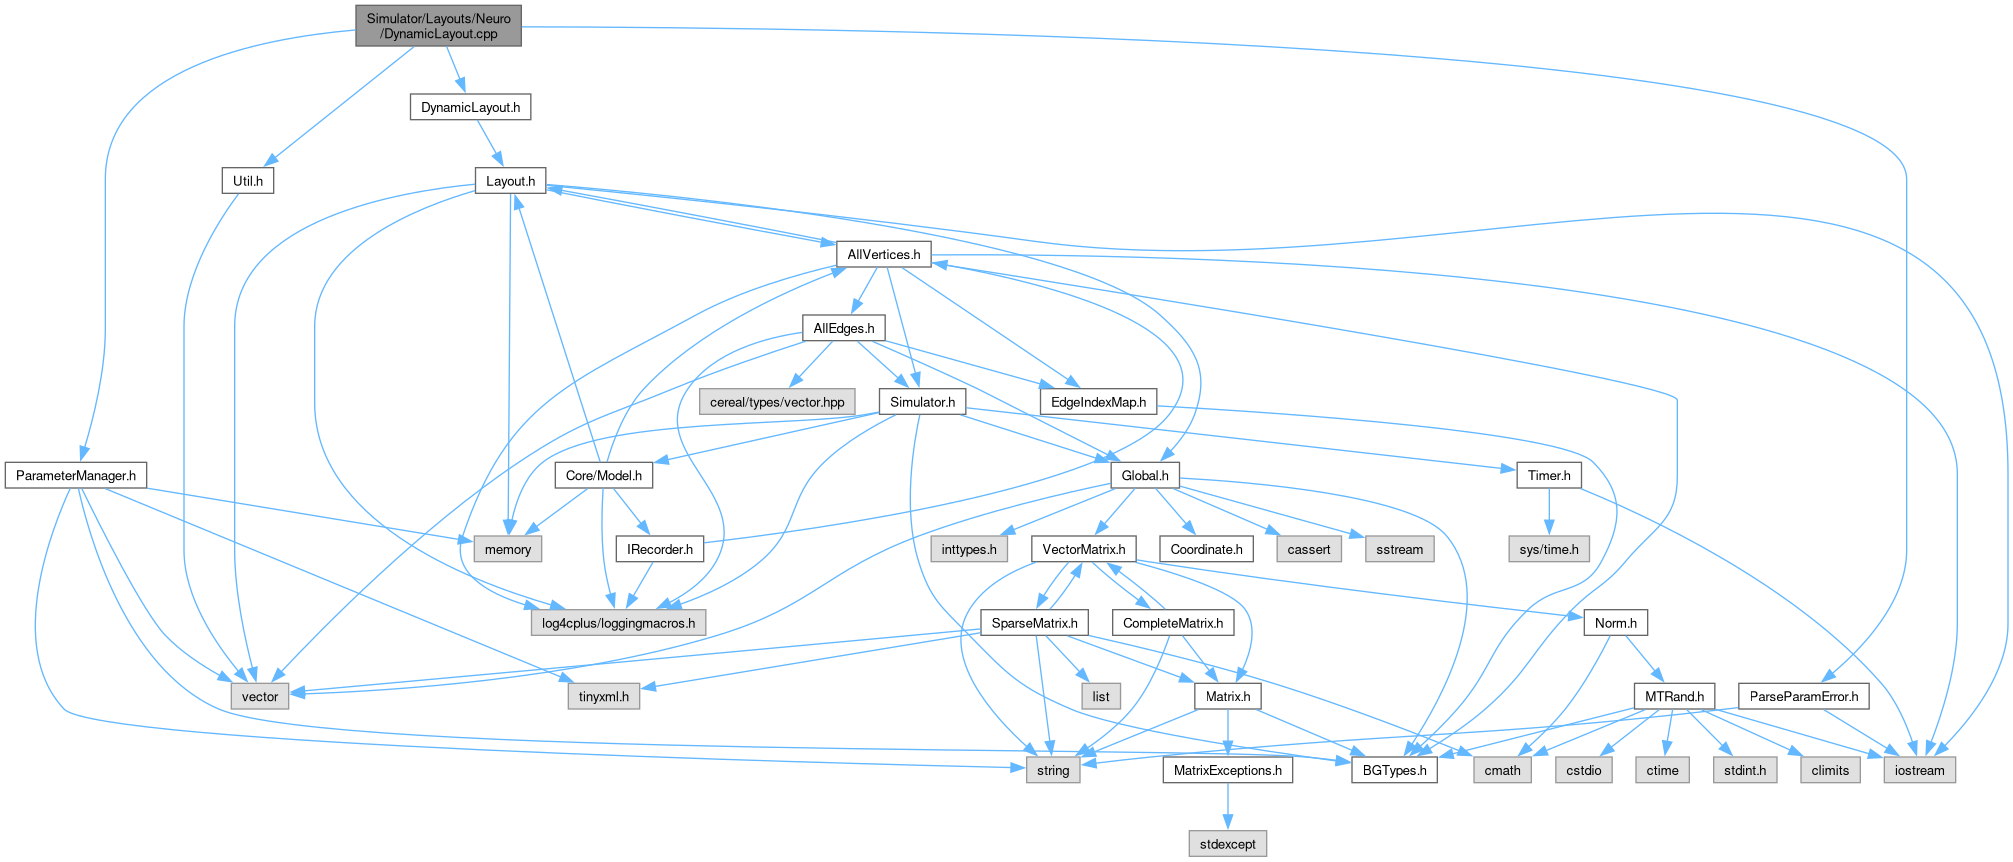 Simulator/Layouts/Neuro
/DynamicLayout.cpp
DynamicLayout.h
Util.h
Layout.h
AllVertices.h
AllEdges.h
cereal/types/vector.hpp
Simulator.h
EdgeIndexMap.h
ParameterManager.h
Core/Model.h
Global.h
Timer.h
memory
IRecorder.h
inttypes.h
VectorMatrix.h
Coordinate.h
cassert
sstream
sys/time.h
log4cplus/loggingmacros.h
SparseMatrix.h
CompleteMatrix.h
Norm.h
vector
tinyxml.h
list
Matrix.h
MTRand.h
ParseParamError.h
string
MatrixExceptions.h
BGTypes.h
cmath
cstdio
ctime
stdint.h
climits
iostream
stdexcept